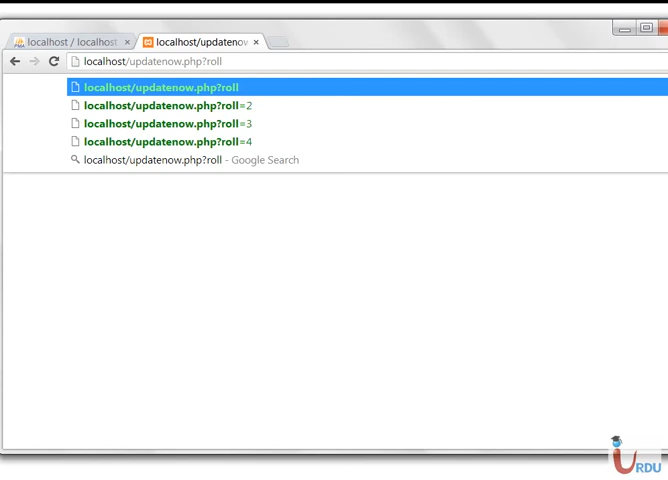 localhost / localhost
localhost/updatenow
localhost/updatenow.php?roll
localhost/updatenow.php?roll
localhost/updatenow.php?roll=2
localhost/updatenow.php?roll=3
localhost/updatenow.php?roll=4
localhost/updatenow.php?roll - Google Search
URDU